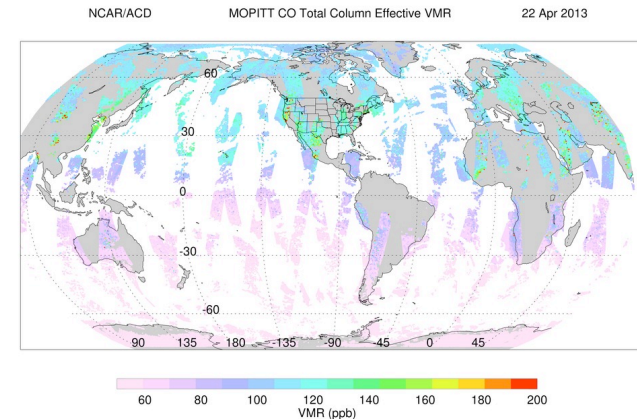 NCAR/ACD MOPITT CO Total Column Effective VMR 22 Apr 2013
60
30
0
-30
-60
90 135 180 -135 -90 -45 0 45
60 80 100 120 140 160 180 200
VMR (ppb)